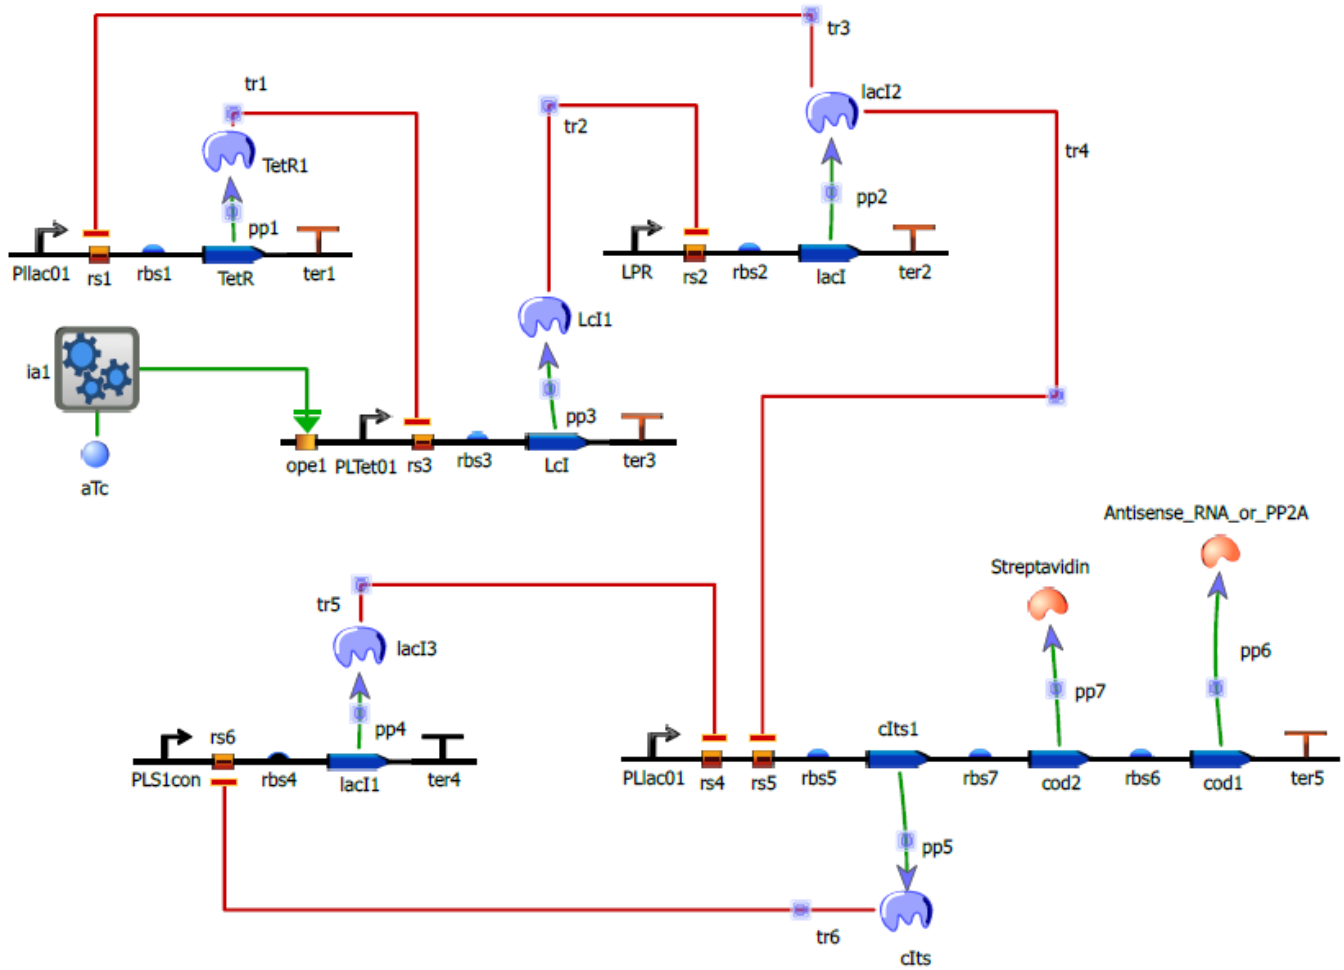 tr3
tr1
lacI2
tr2
tr4
TetR1
pp2
pp1
PIlac01
rs1
rbs1
TetR
ter1
LPR
rs2
rbs2
lacI
ter2
LcI1
ia1
pp3
ope1
PLTet01
rs3
rbs3
LcI
ter3
aTc
Antisense_RNA_or_PP2A
Streptavidin
tr5
lacI3
pp6
pp7
pp4
rs6
cIts1
PLS1con
rbs4
lacI1
ter4
PLlac01
rs4
rs5
rbs5
rbs7
cod2
rbs6
cod1
ter5
pp5
tr6
cIts